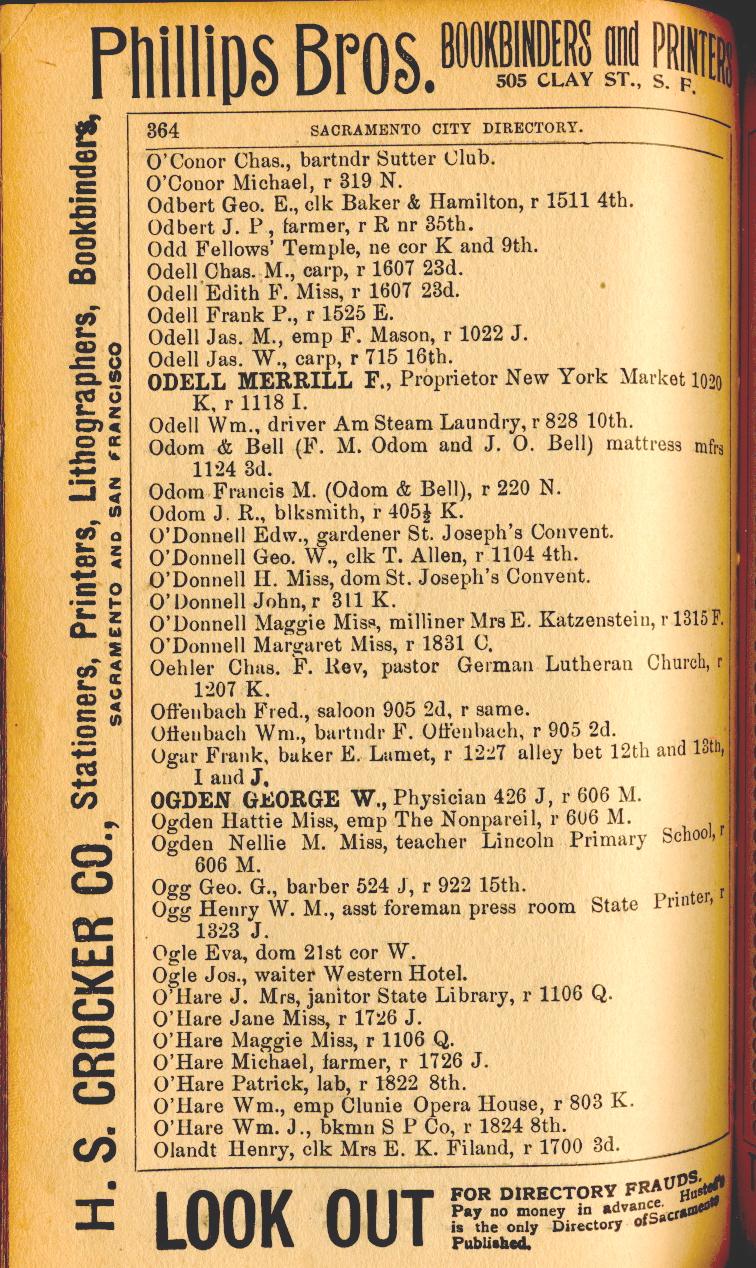 Phillips Bros. BOOKBINDERS and PRINTERS
505 CLAY ST., S. F.
H. S. CROCKER CO., Stationers, Printers, Lithographers, Bookbinders,
SACRAMENTO AND SAN FRANCISCO
364 SACRAMENTO CITY DIRECTORY.
O'Conor Chas., bartndr Sutter Club.
O'Conor Michael, r 319 N.
Odbert Geo. E., clk Baker & Hamilton, r 1511 4th.
Odbert J. P, farmer, r R nr 35th.
Odd Fellows' Temple, ne cor K and 9th.
Odell Chas. M., carp, r 1607 23d.
Odell Edith F. Miss, r 1607 23d.
Odell Frank P., r 1525 E.
Odell Jas. M., emp F. Mason, r 1022 J.
Odell Jas. W., carp, r 715 16th.
ODELL MERRILL F., Proprietor New York Market 1020
K, r 1118 I.
Odell Wm., driver Am Steam Laundry, r 828 10th.
Odom & Bell (F. M. Odom and J. O. Bell) mattress mfrs
1124 3d.
Odom Francis M. (Odom & Bell), r 220 N.
Odom J. R., blksmith, r 405½ K.
O'Donnell Edw., gardener St. Joseph's Convent.
O'Donnell Geo. W., clk T. Allen, r 1104 4th.
O'Donnell H. Miss, dom St. Joseph's Convent.
O'Donnell John, r 311 K.
O'Donnell Maggie Miss, milliner Mrs E. Katzenstein, r 1315 F.
O'Donnell Margaret Miss, r 1831 C.
Oehler Chas. F. Rev, pastor German Lutheran Church, r
1207 K.
Offenbach Fred., saloon 905 2d, r same.
Offenbach Wm., bartndr F. Offenbach, r 905 2d.
Ogar Frank, baker E. Lamet, r 1227 alley bet 12th and 13th,
I and J.
OGDEN GEORGE W., Physician 426 J, r 606 M.
Ogden Hattie Miss, emp The Nonpareil, r 606 M.
Ogden Nellie M. Miss, teacher Lincoln Primary School, r
606 M.
Ogg Geo. G., barber 524 J, r 922 15th.
Ogg Henry W. M., asst foreman press room State Printer, r
1323 J.
Ogle Eva, dom 21st cor W.
Ogle Jos., waiter Western Hotel.
O'Hare J. Mrs, janitor State Library, r 1106 Q.
O'Hare Jane Miss, r 1726 J.
O'Hare Maggie Miss, r 1106 Q.
O'Hare Michael, farmer, r 1726 J.
O'Hare Patrick, lab, r 1822 8th.
O'Hare Wm., emp Clunie Opera House, r 803 K.
O'Hare Wm. J., bkmn S P Co, r 1824 8th.
Olandt Henry, clk Mrs E. K. Filand, r 1700 3d.
LOOK OUT FOR DIRECTORY FRAUDS.
Pay no money in advance. Husted's
is the only Directory of Sacramento
Published.